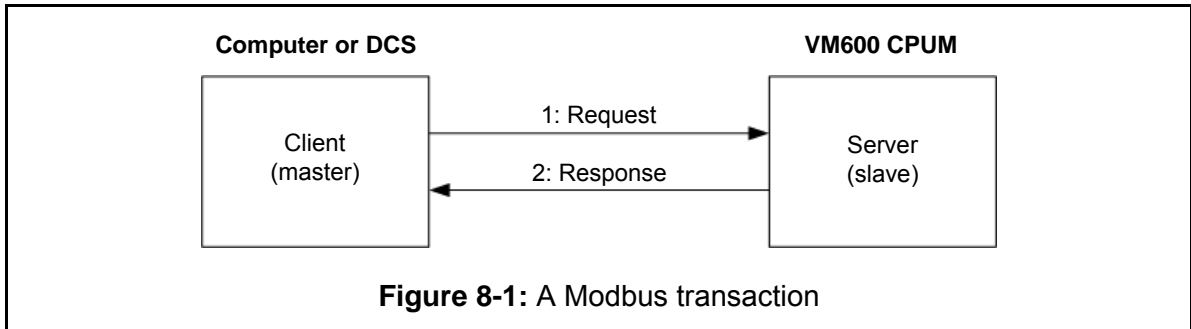 Computer or DCS
VM600 CPUM
Client
(master)
1: Request
2: Response
Server
(slave)
Figure 8-1: A Modbus transaction